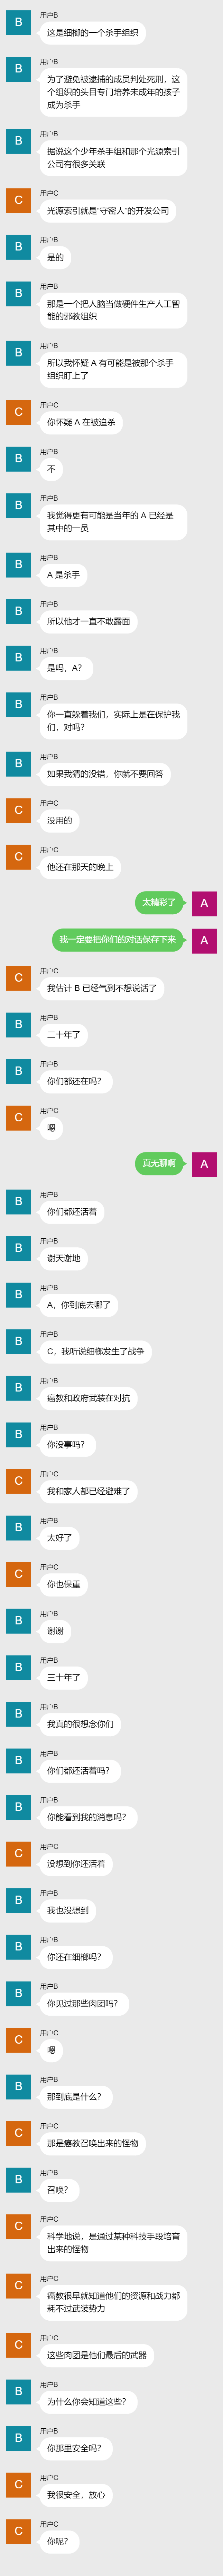 B
用户B
这是细梆的一个杀手组织
B
用户B
为了避免被逮捕的成员判处死刑，这
个组织的头目专门培养未成年的孩子
成为杀手
B
用户B
据说这个少年杀手组和那个光源索引
公司有很多关联
C
用户C
光源索引就是“守密人”的开发公司
B
用户B
是的
B
用户B
那是一个把人脑当做硬件生产人工智
能的邪教组织
B
用户B
所以我怀疑 A 有可能是被那个杀手
组织盯上了
C
用户C
你怀疑 A 在被追杀
B
用户B
不
B
用户B
我觉得更有可能是当年的 A 已经是
其中的一员
B
用户B
A 是杀手
B
用户B
所以他才一直不敢露面
B
用户B
是吗，A？
B
用户B
你一直躲着我们，实际上是在保护我
们，对吗？
B
用户B
如果我猜的没错，你就不要回答
C
用户C
没用的
C
用户C
他还在那天的晚上
太精彩了
A
我一定要把你们的对话保存下来
A
C
用户C
我估计 B 已经气到不想说话了
B
用户B
二十年了
B
用户B
你们都还在吗？
C
用户C
嗯
真无聊啊
A
B
用户B
你们都还活着
B
用户B
谢天谢地
B
用户B
A，你到底去哪了
B
用户B
C，我听说细梆发生了战争
B
用户B
癌教和政府武装在对抗
B
用户B
你没事吗？
C
用户C
我和家人都已经避难了
B
用户B
太好了
C
用户C
你也保重
B
用户B
谢谢
B
用户B
三十年了
B
用户B
我真的很想念你们
B
用户B
你们都还活着吗？
B
用户B
你能看到我的消息吗？
C
用户C
没想到你还活着
B
用户B
我也没想到
B
用户B
你还在细梆吗？
B
用户B
你见过那些肉团吗？
C
用户C
嗯
B
用户B
那到底是什么？
C
用户C
那是癌教召唤出来的怪物
B
用户B
召唤？
C
用户C
科学地说，是通过某种科技手段培育
出来的怪物
C
用户C
癌教很早就知道他们的资源和战力都
耗不过武装势力
C
用户C
这些肉团是他们最后的武器
B
用户B
为什么你会知道这些？
B
用户B
你那里安全吗？
C
用户C
我很安全，放心
C
用户C
你呢？